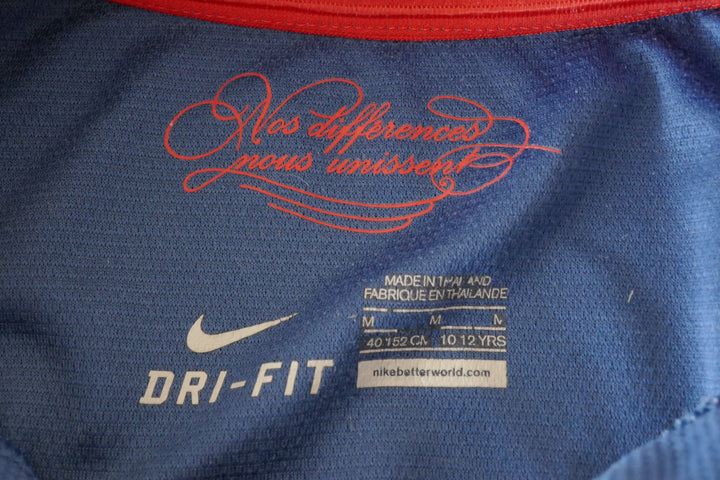 Nos différences
nous unissent
MADE IN THAILAND
FABRIQUE EN THAILANDE
M M M
152 CM 10 12 YRS
nikebetterworld.com
DRI-FIT